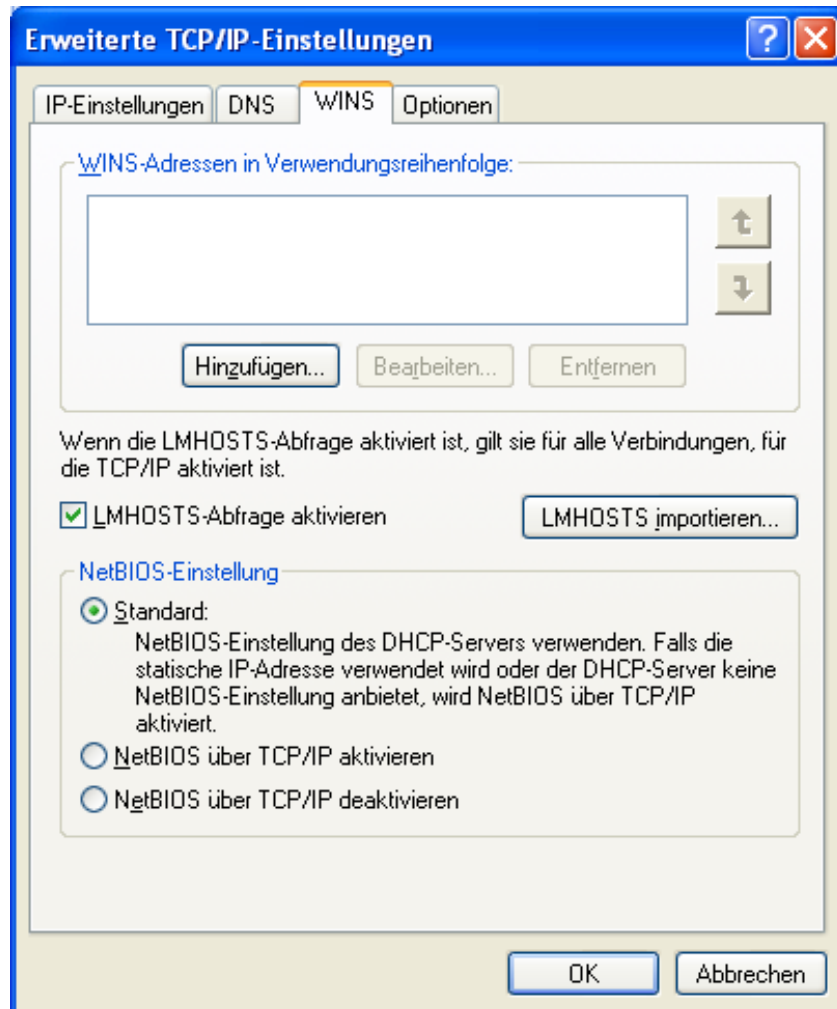 Erweiterte TCP/IP-Einstellungen
IP-Einstellungen DNS WINS Optionen
WINS-Adressen in Verwendungsreihenfolge:
Hinzufügen... Bearbeiten... Entfernen
Wenn die LMHOSTS-Abfrage aktiviert ist, gilt sie für alle Verbindungen, für
die TCP/IP aktiviert ist.
LMHOSTS-Abfrage aktivieren LMHOSTS importieren...
NetBIOS-Einstellung
Standard:
NetBIOS-Einstellung des DHCP-Servers verwenden. Falls die
statische IP-Adresse verwendet wird oder der DHCP-Server keine
NetBIOS-Einstellung anbietet, wird NetBIOS über TCP/IP
aktiviert.
NetBIOS über TCP/IP aktivieren
NetBIOS über TCP/IP deaktivieren
OK Abbrechen